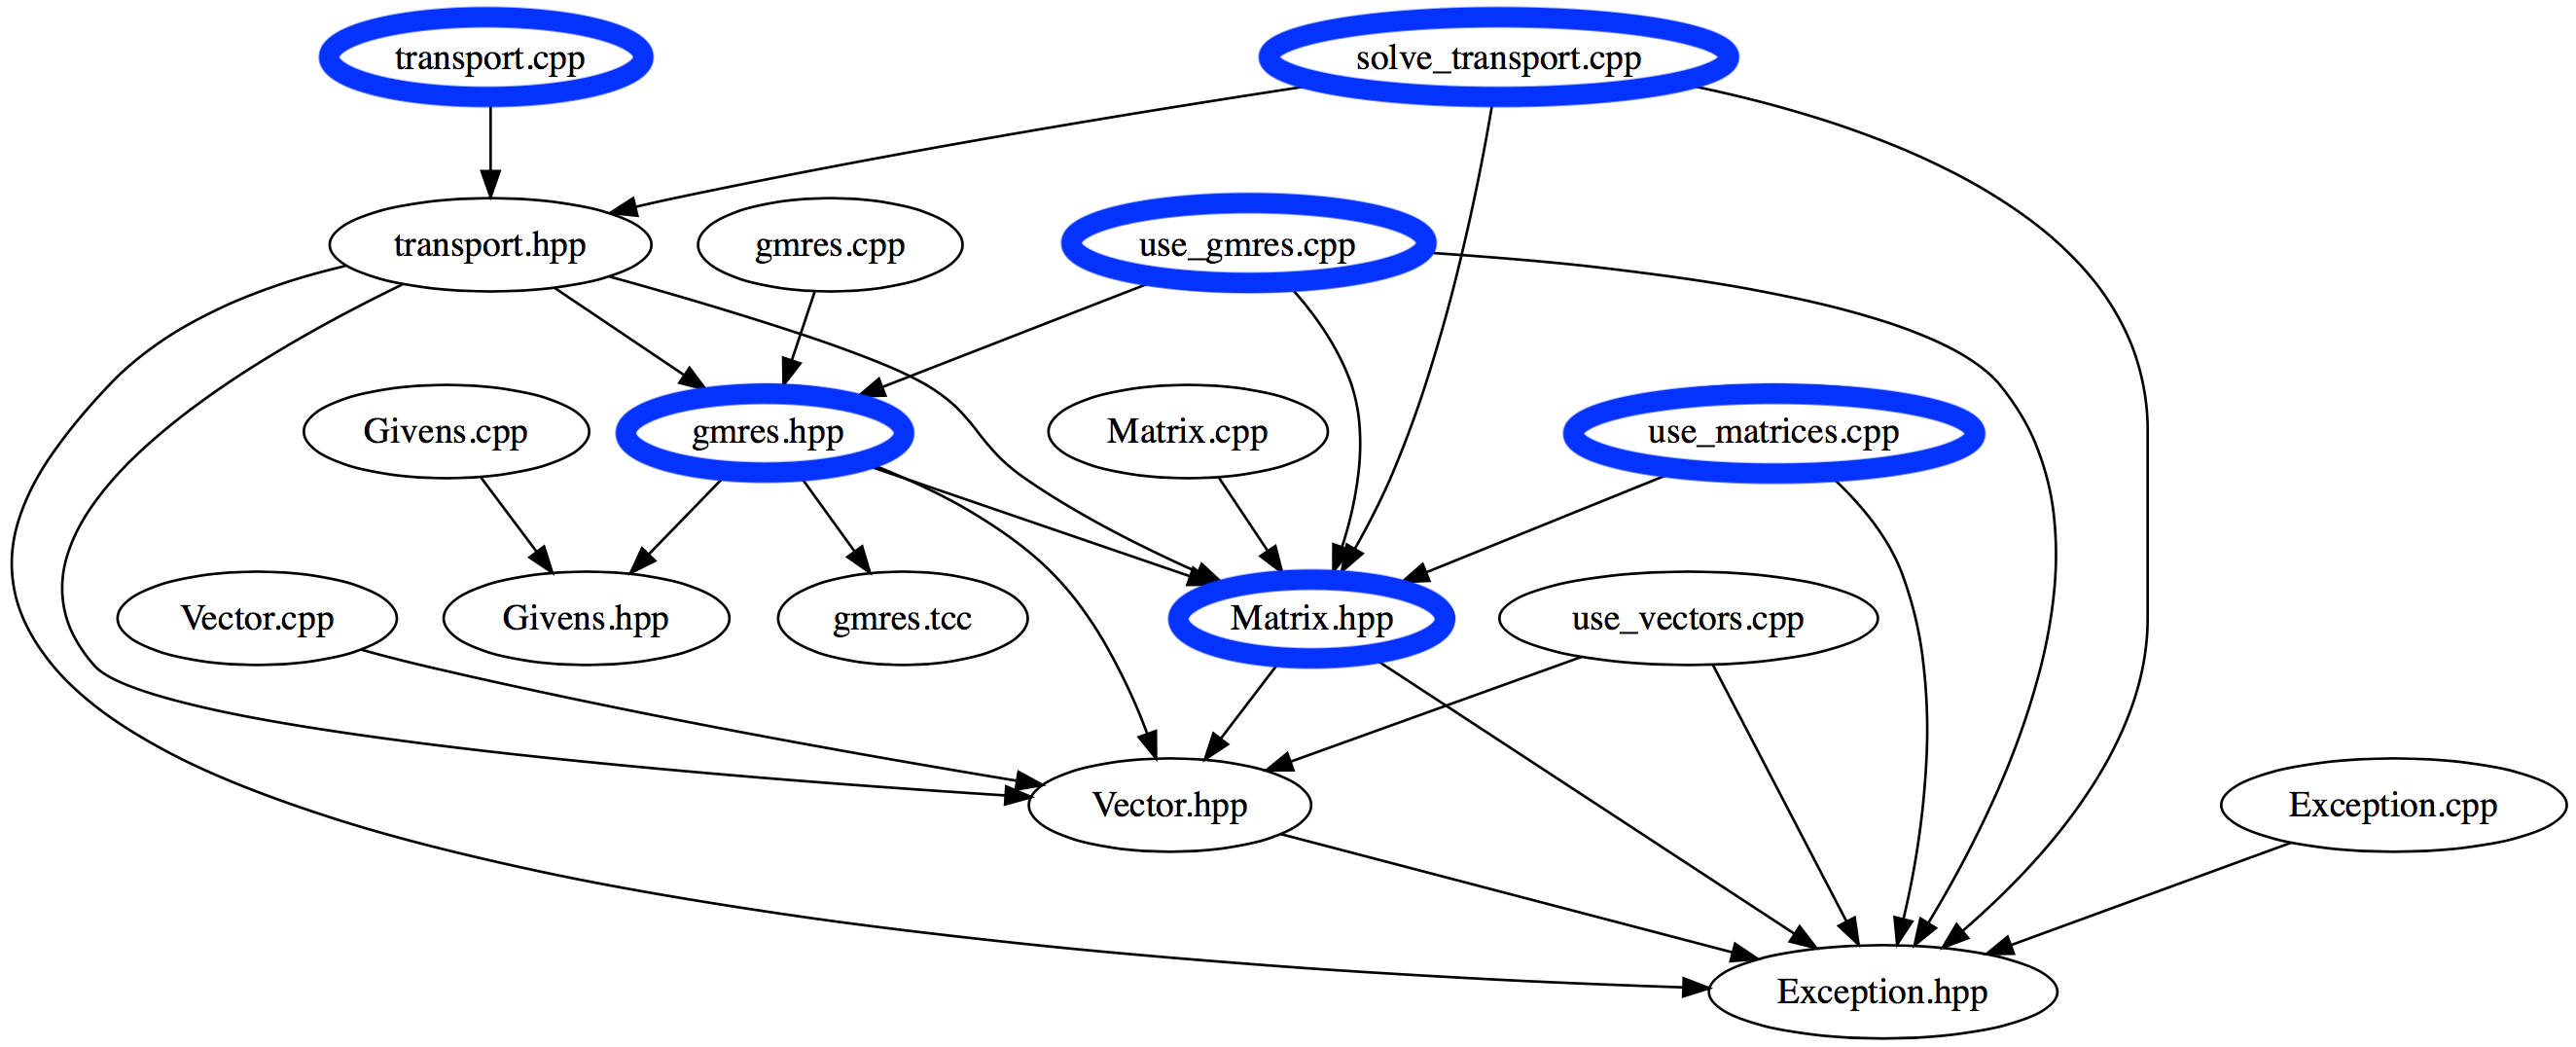 transport.cpp
solve_transport.cpp
transport.hpp
gmres.cpp
use_gmres.cpp
Givens.cpp
gmres.hpp
Matrix.cpp
use_matrices.cpp
Vector.cpp
Givens.hpp
gmres.tcc
Matrix.hpp
use_vectors.cpp
Vector.hpp
Exception.cpp
Exception.hpp